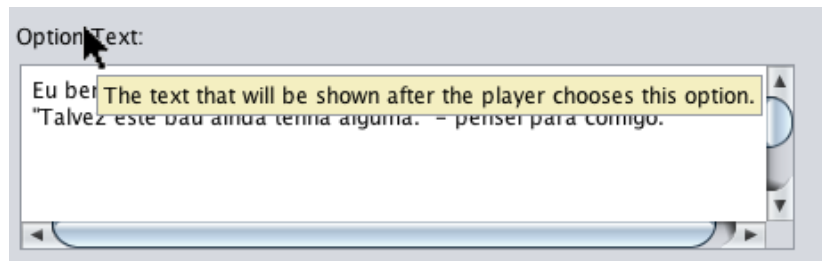 Option Text:
Eu ber
The text that will be shown after the player chooses this option.
"Talvez este baú ainda tenha alguma." – pensei para comigo.